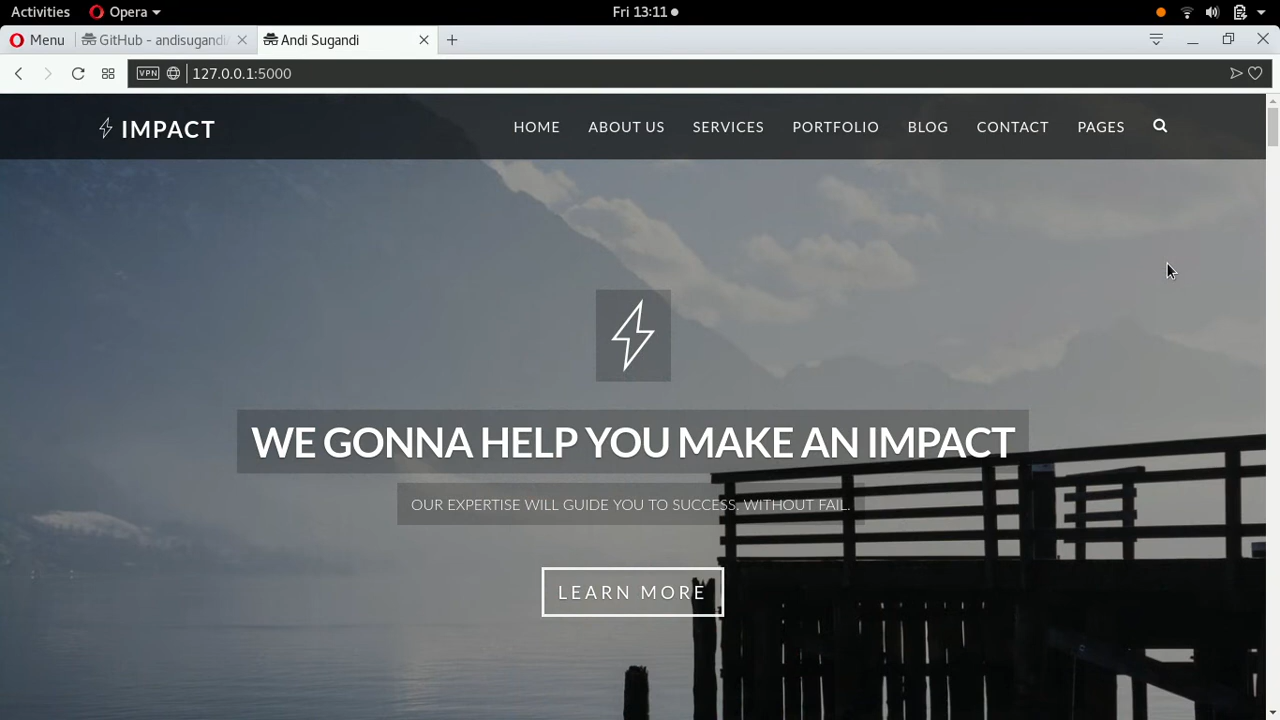 Activities Opera Fri 13:11
Menu GitHub - andisugandi/ Andi Sugandi
VPN 127.0.0.1:5000
IMPACT HOME ABOUT US SERVICES PORTFOLIO BLOG CONTACT PAGES
WE GONNA HELP YOU MAKE AN IMPACT
OUR EXPERTISE WILL GUIDE YOU TO SUCCESS, WITHOUT FAIL.
LEARN MORE